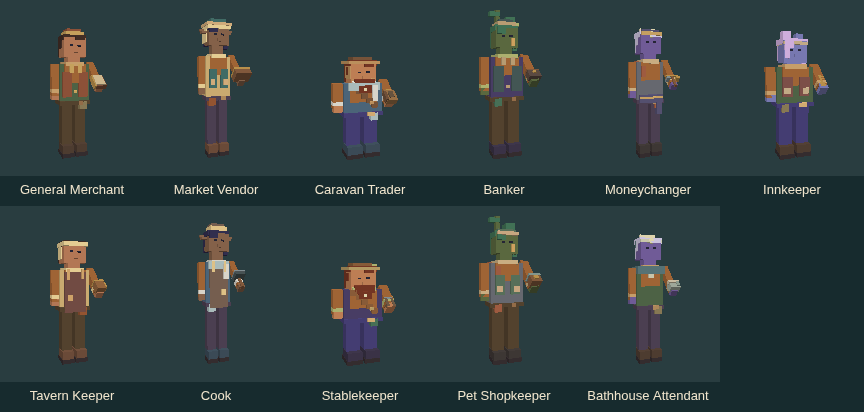 General Merchant
Market Vendor
Caravan Trader
Banker
Moneychanger
Innkeeper
Tavern Keeper
Cook
Stablekeeper
Pet Shopkeeper
Bathhouse Attendant